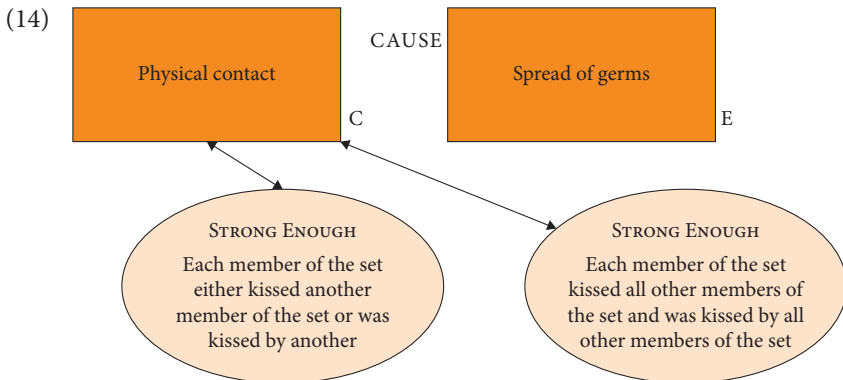 (14)
Physical contact
C
CAUSE
Spread of germs
E
STRONG ENOUGH
Each member of the set
either kissed another
member of the set or was
kissed by another
STRONG ENOUGH
Each member of the set
kissed all other members of
the set and was kissed by all
other members of the set